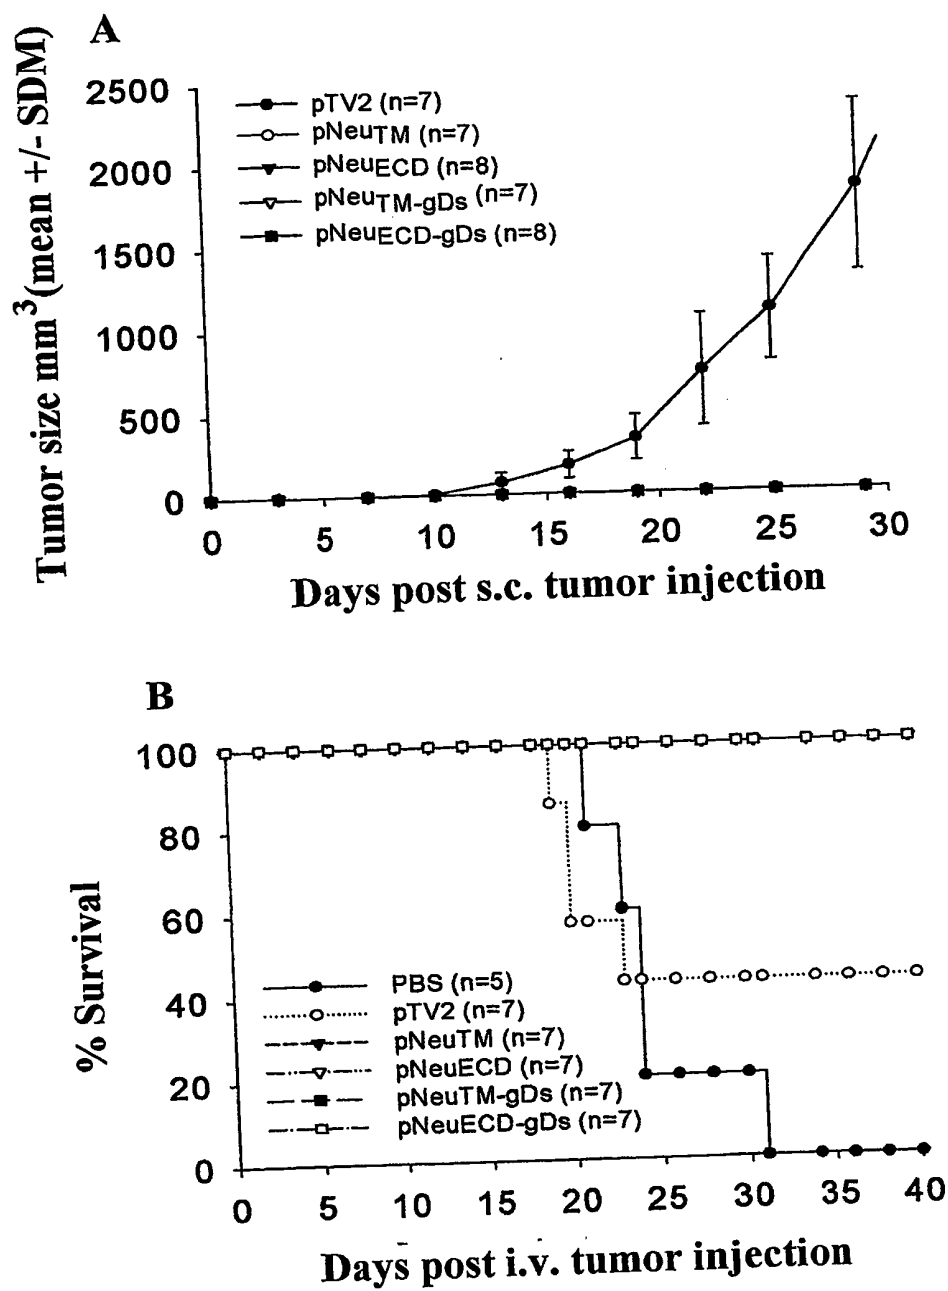 A
Tumor size mm3 (mean +/- SDM)
2500
2000
1500
1000
500
0
pTV2 (n=7)
pNeuTM (n=7)
pNeuECD (n=8)
pNeuTM-gDs (n=7)
pNeuECD-gDs (n=8)
0 5 10 15 20 25 30
Days post s.c. tumor injection
B
% Survival
100
80
60
40
20
0
PBS (n=5)
pTV2 (n=7)
pNeuTM (n=7)
pNeuECD (n=7)
pNeuTM-gDs (n=7)
pNeuECD-gDs (n=7)
0 5 10 15 20 25 30 35 40
Days post i.v. tumor injection